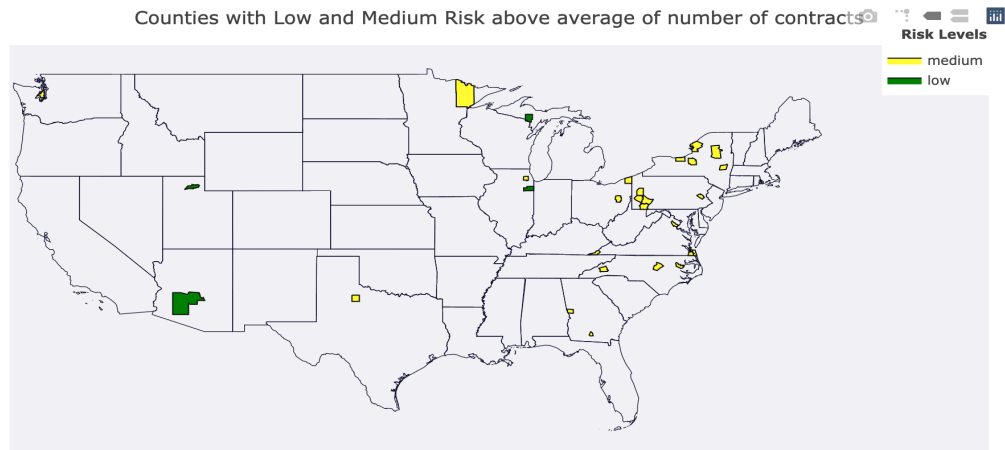 Counties with Low and Medium Risk above average of number of contracts
Risk Levels
medium
low